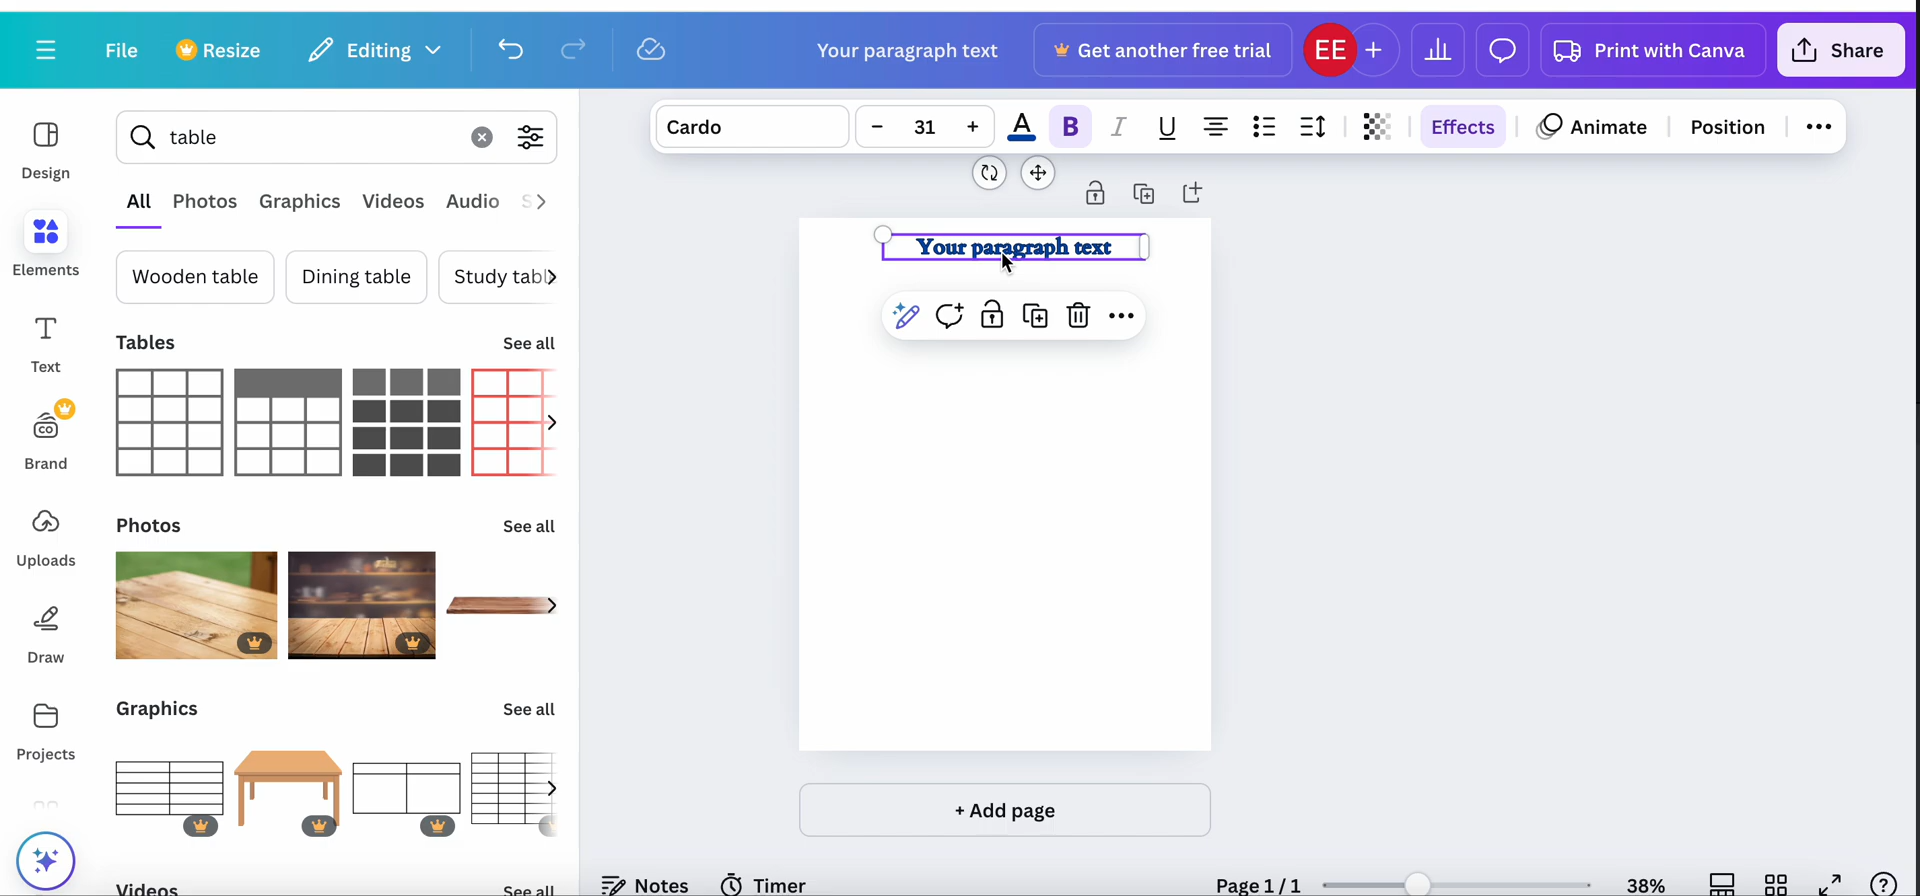 File Resize Editing Your paragraph text Get another free trial EE Print with Canva Share
Design
Elements
Text
Brand
Uploads
Draw
Projects
table
All Photos Graphics Videos Audio S
Wooden table Dining table Study tabl
Tables See all
Photos See all
Graphics See all
Videos See all
Cardo 31 A B I U Effects Animate Position
Your paragraph text
+ Add page
Notes Timer Page 1 / 1 38%